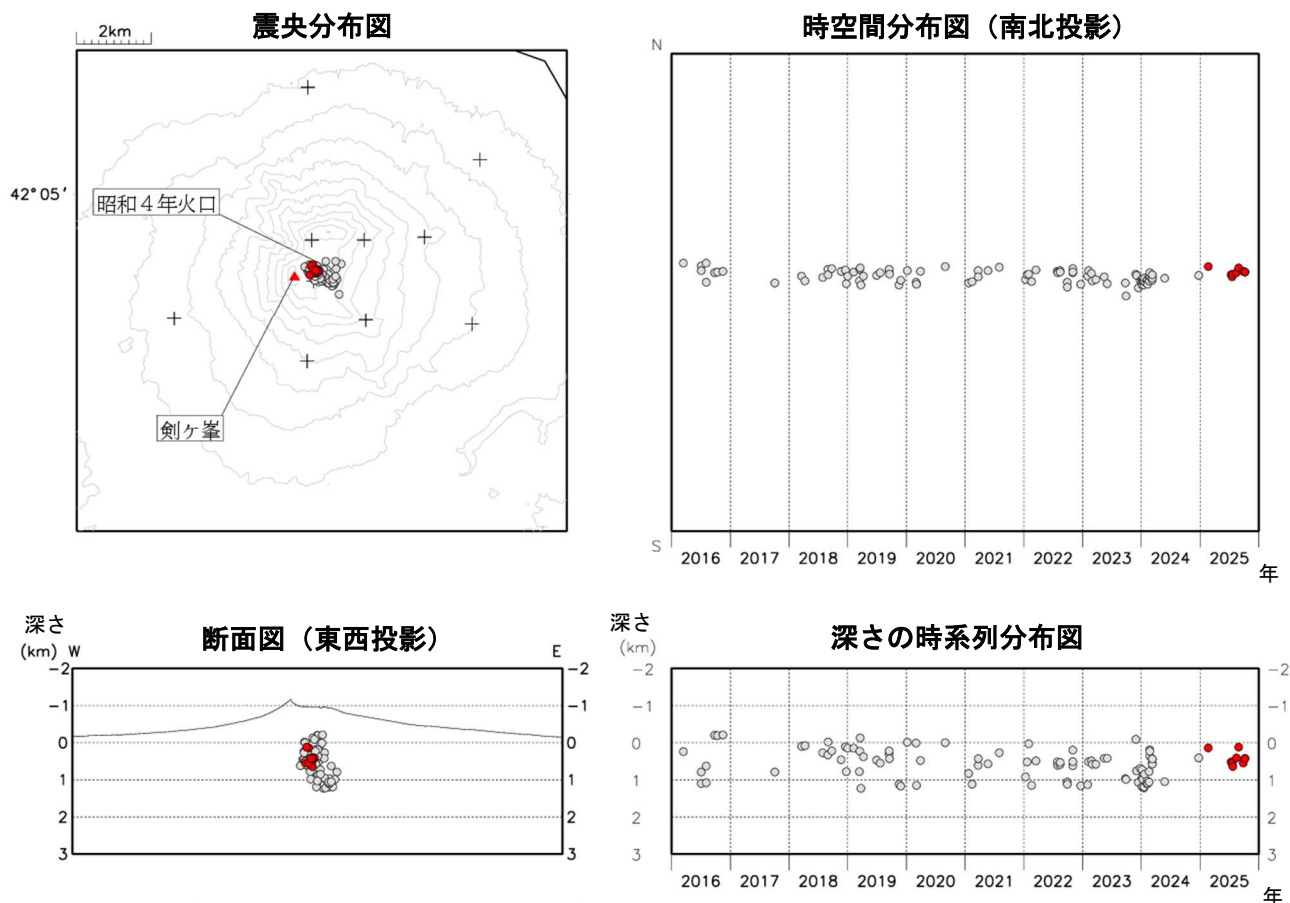 震央分布図
2km
42°05′
昭和4年火口
剣ヶ峯
時空間分布図（南北投影）
N
S
2016 2017 2018 2019 2020 2021 2022 2023 2024 2025
年
断面図（東西投影）
深さ
(km) W
E
-2 -2
-1 -1
0 0
1 1
2 2
3 3
深さの時系列分布図
深さ
(km)
-2 -2
-1 -1
0 0
1 1
2 2
3 3
2016 2017 2018 2019 2020 2021 2022 2023 2024 2025
年